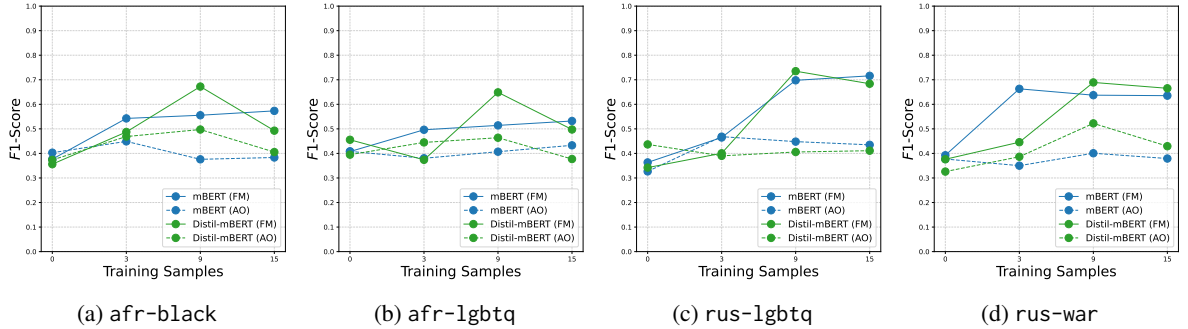 1.0
0.9
0.8
0.7
0.6
0.5
0.4
0.3
0.2
0.1
0.0
F1-Score
mBERT (FM)
mBERT (AO)
Distil-mBERT (FM)
Distil-mBERT (AO)
0 3 9 15
Training Samples
(a) afr-black
1.0
0.9
0.8
0.7
0.6
0.5
0.4
0.3
0.2
0.1
0.0
F1-Score
mBERT (FM)
mBERT (AO)
Distil-mBERT (FM)
Distil-mBERT (AO)
0 3 9 15
Training Samples
(b) afr-lgbtq
1.0
0.9
0.8
0.7
0.6
0.5
0.4
0.3
0.2
0.1
0.0
F1-Score
mBERT (FM)
mBERT (AO)
Distil-mBERT (FM)
Distil-mBERT (AO)
0 3 9 15
Training Samples
(c) rus-lgbtq
1.0
0.9
0.8
0.7
0.6
0.5
0.4
0.3
0.2
0.1
0.0
F1-Score
mBERT (FM)
mBERT (AO)
Distil-mBERT (FM)
Distil-mBERT (AO)
0 3 9 15
Training Samples
(d) rus-war